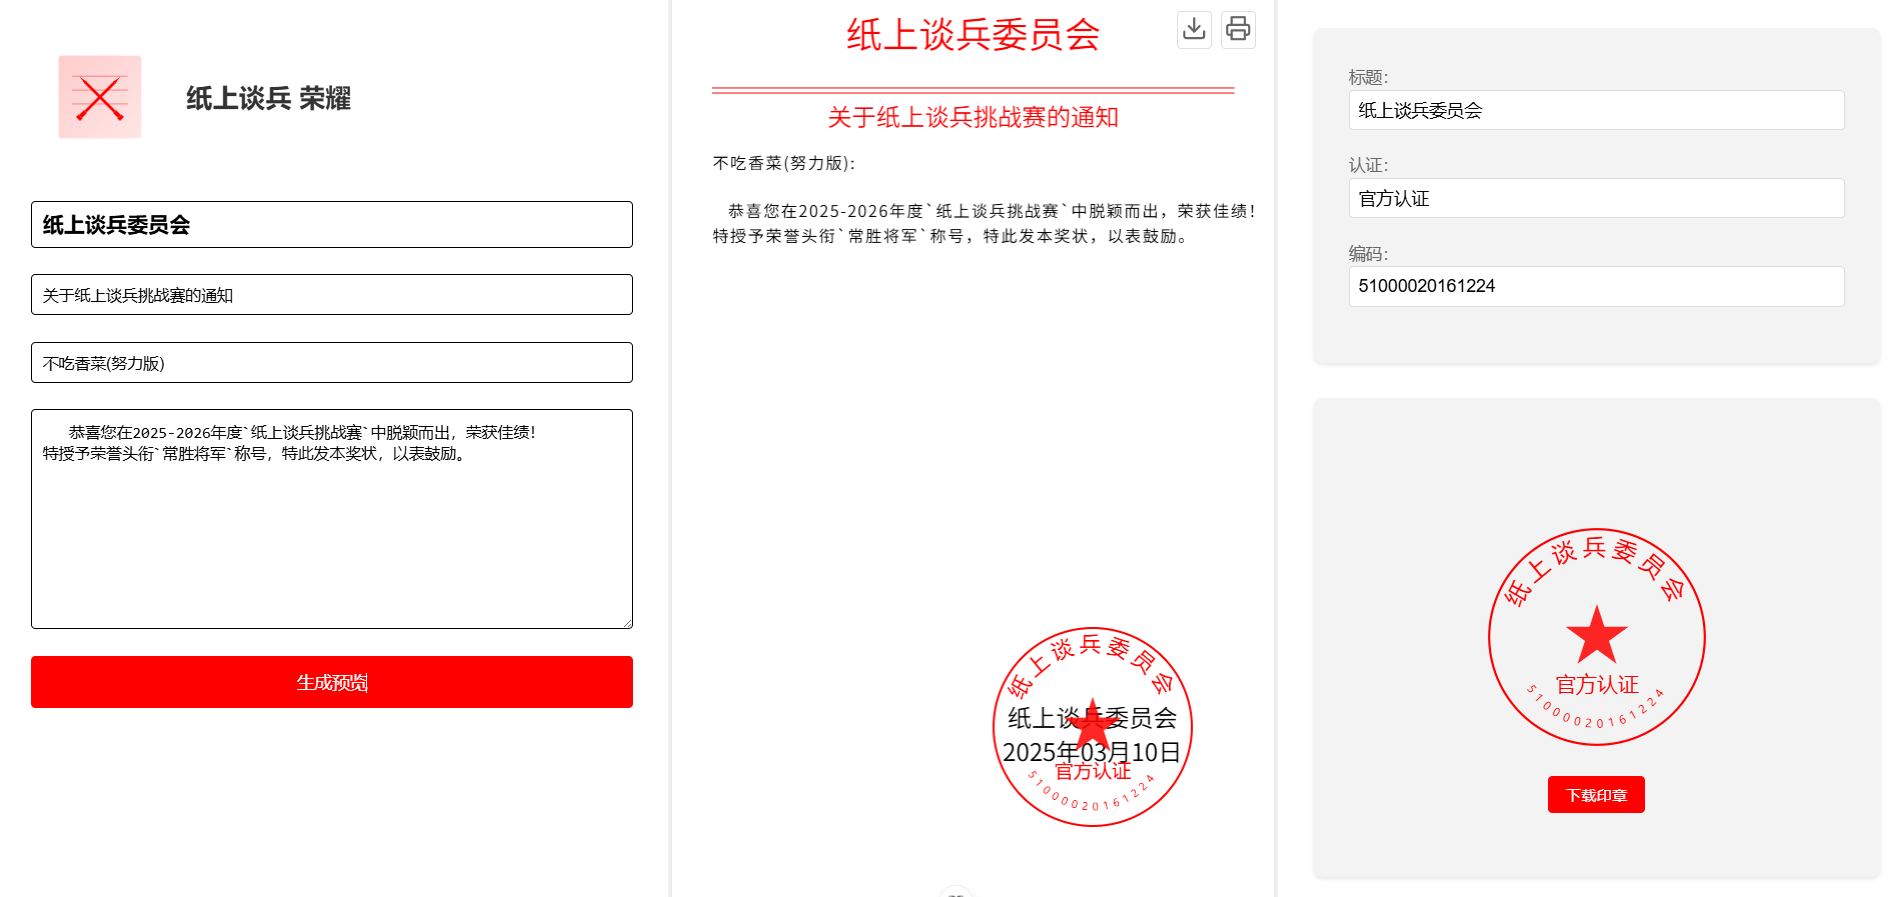 纸上谈兵 荣耀
纸上谈兵委员会
关于纸上谈兵挑战赛的通知
不吃香菜(努力版)
恭喜您在2025-2026年度`纸上谈兵挑战赛`中脱颖而出，荣获佳绩！
特授予荣誉头衔`常胜将军`称号，特此发本奖状，以表鼓励。
生成预览
纸上谈兵委员会
关于纸上谈兵挑战赛的通知
不吃香菜(努力版)：
恭喜您在2025-2026年度`纸上谈兵挑战赛`中脱颖而出，荣获佳绩！
特授予荣誉头衔`常胜将军`称号，特此发本奖状，以表鼓励。
纸上谈兵委员会
纸上谈兵委员会
2025年03月10日
官方认证
51000020161224
标题：
纸上谈兵委员会
认证：
官方认证
编码：
51000020161224
纸上谈兵委员会
官方认证
51000020161224
下载印章